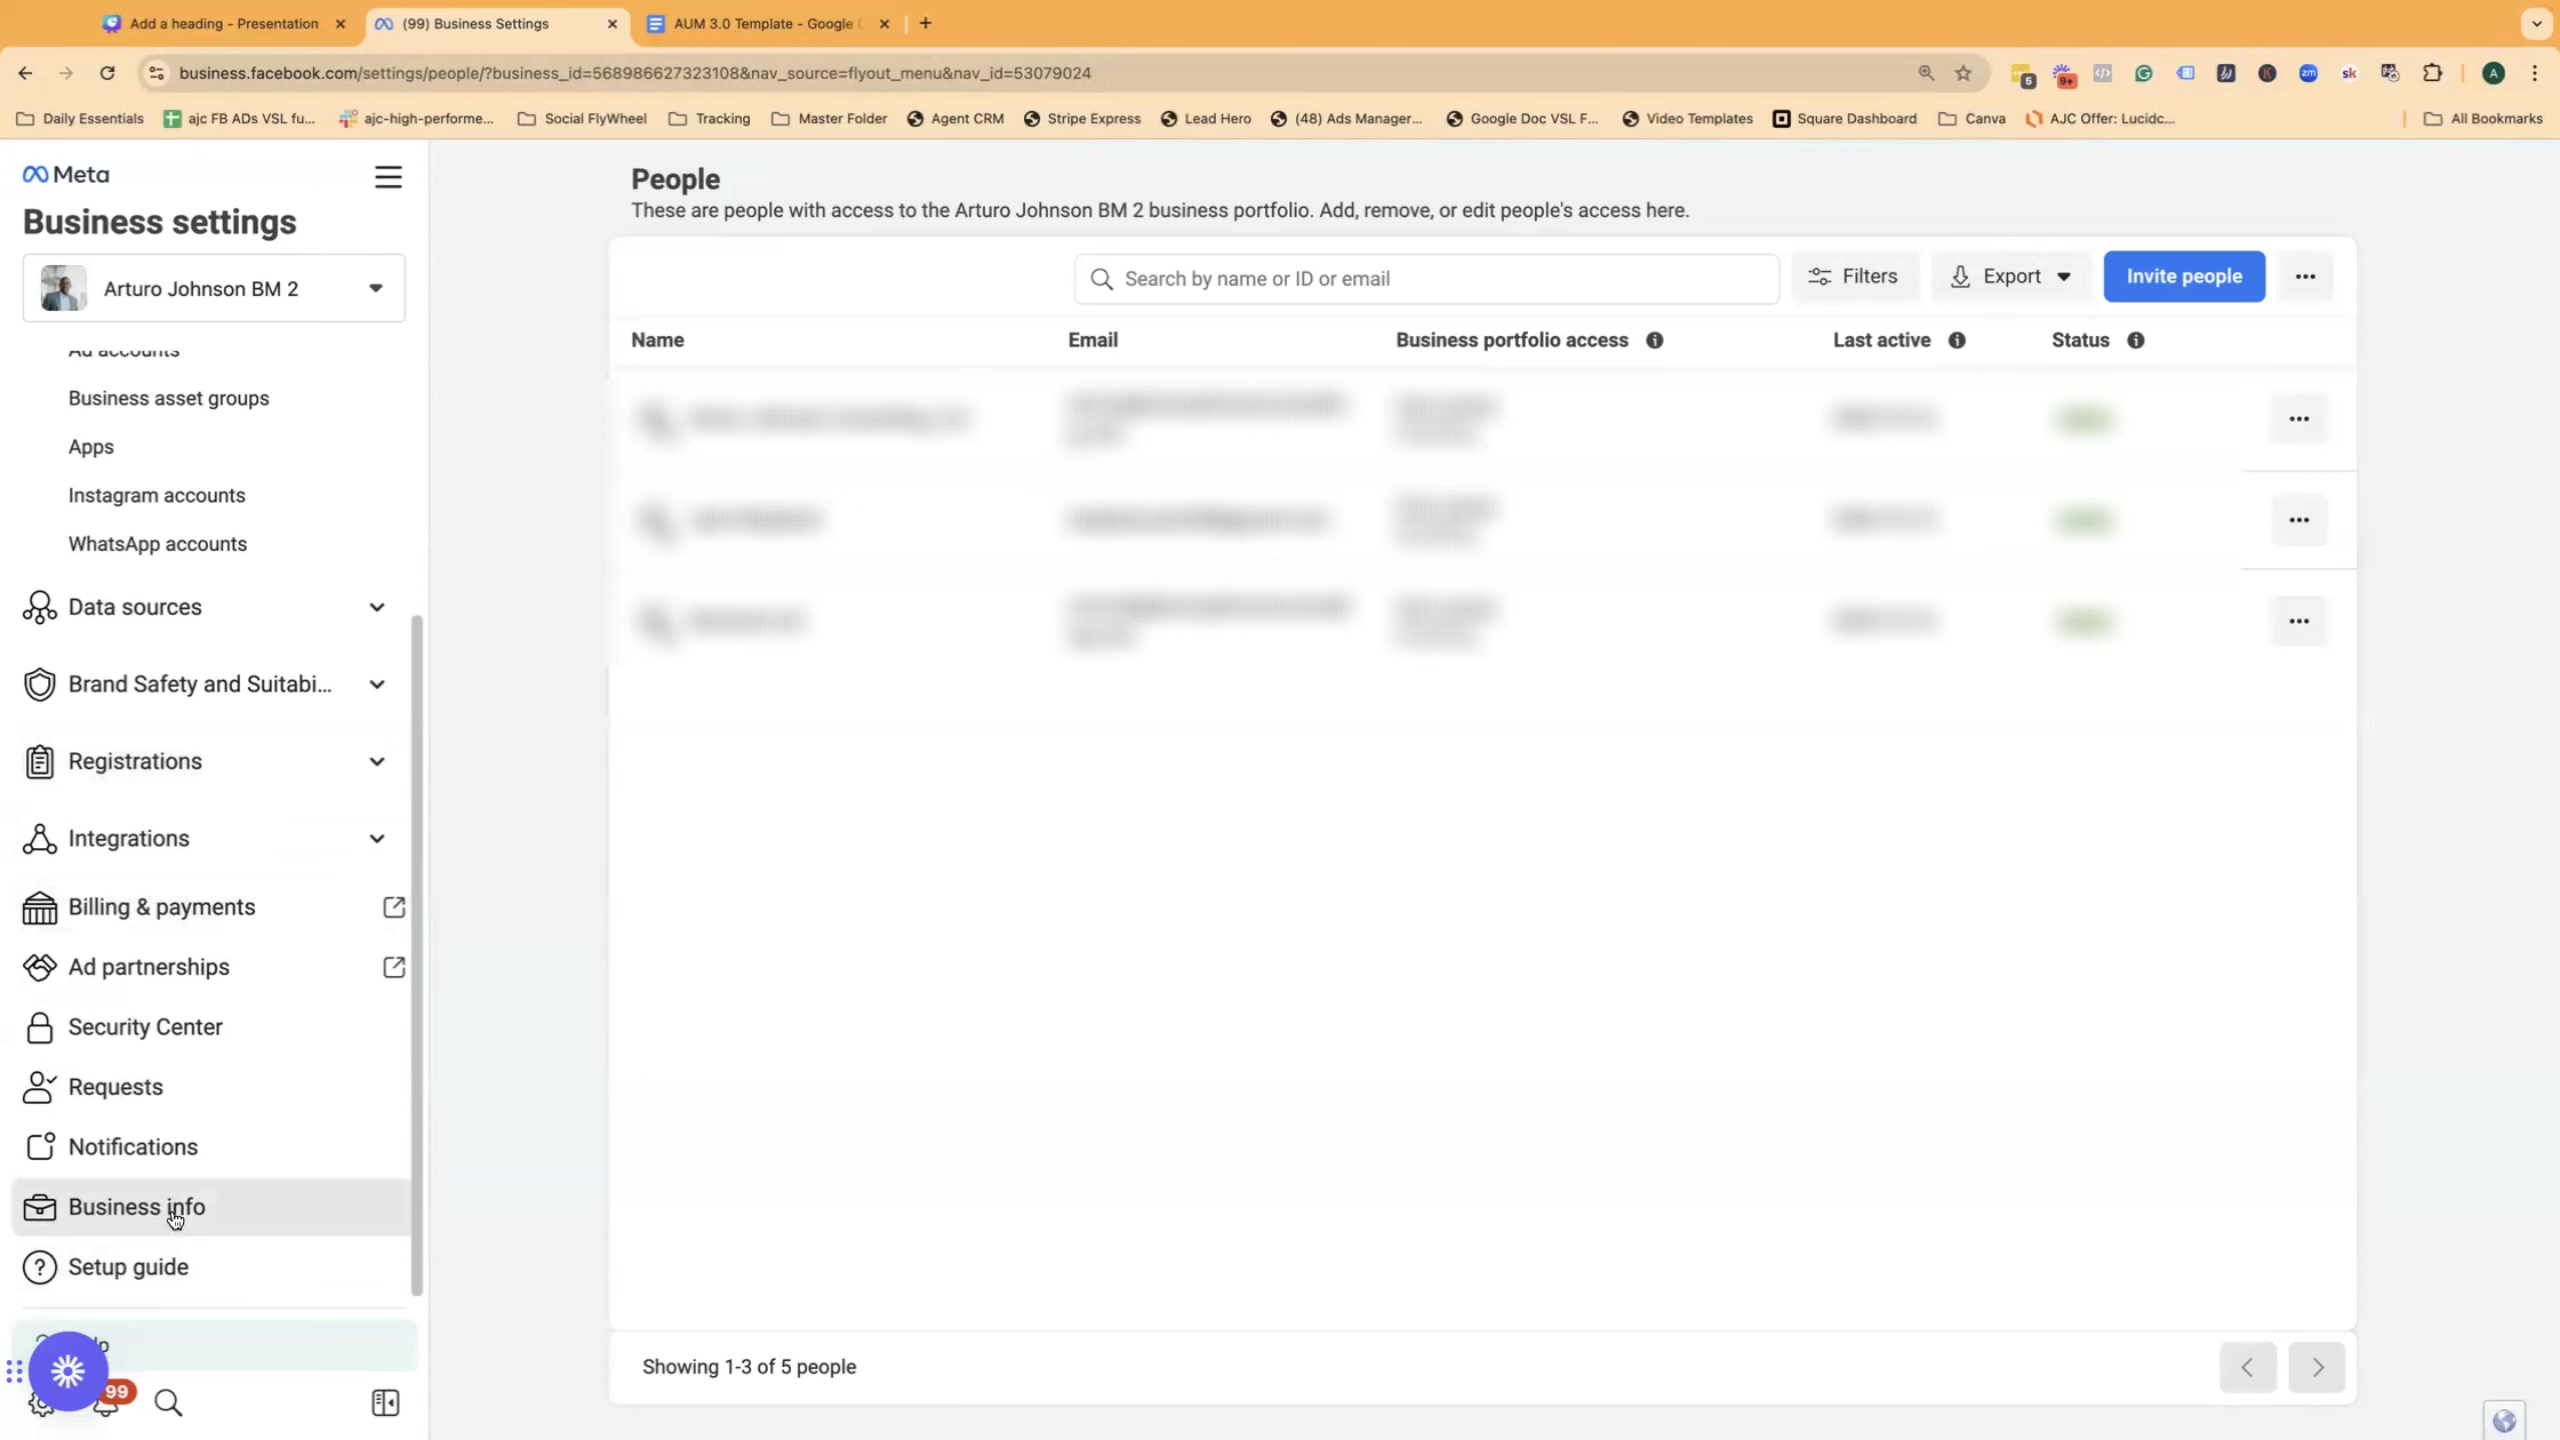 Add a heading - Presentation
(99) Business Settings
AUM 3.0 Template - Google
business.facebook.com/settings/people/?business_id=568986627323108&nav_source=flyout_menu&nav_id=53079024
5
9+
zm
sk
A
Daily Essentials
ajc FB ADs VSL fu...
ajc-high-performe...
Social FlyWheel
Tracking
Master Folder
Agent CRM
Stripe Express
Lead Hero
(48) Ads Manager...
Google Doc VSL F...
Video Templates
Square Dashboard
Canva
AJC Offer: Lucidc...
All Bookmarks
Meta
Business settings
Arturo Johnson BM 2
Ad accounts
Business asset groups
Apps
Instagram accounts
WhatsApp accounts
Data sources
Brand Safety and Suitabi...
Registrations
Integrations
Billing & payments
Ad partnerships
Security Center
Requests
Notifications
Business info
Setup guide
99
People
These are people with access to the Arturo Johnson BM 2 business portfolio. Add, remove, or edit people's access here.
Search by name or ID or email
Filters
Export
Invite people
Name
Email
Business portfolio access
Last active
Status
Showing 1-3 of 5 people